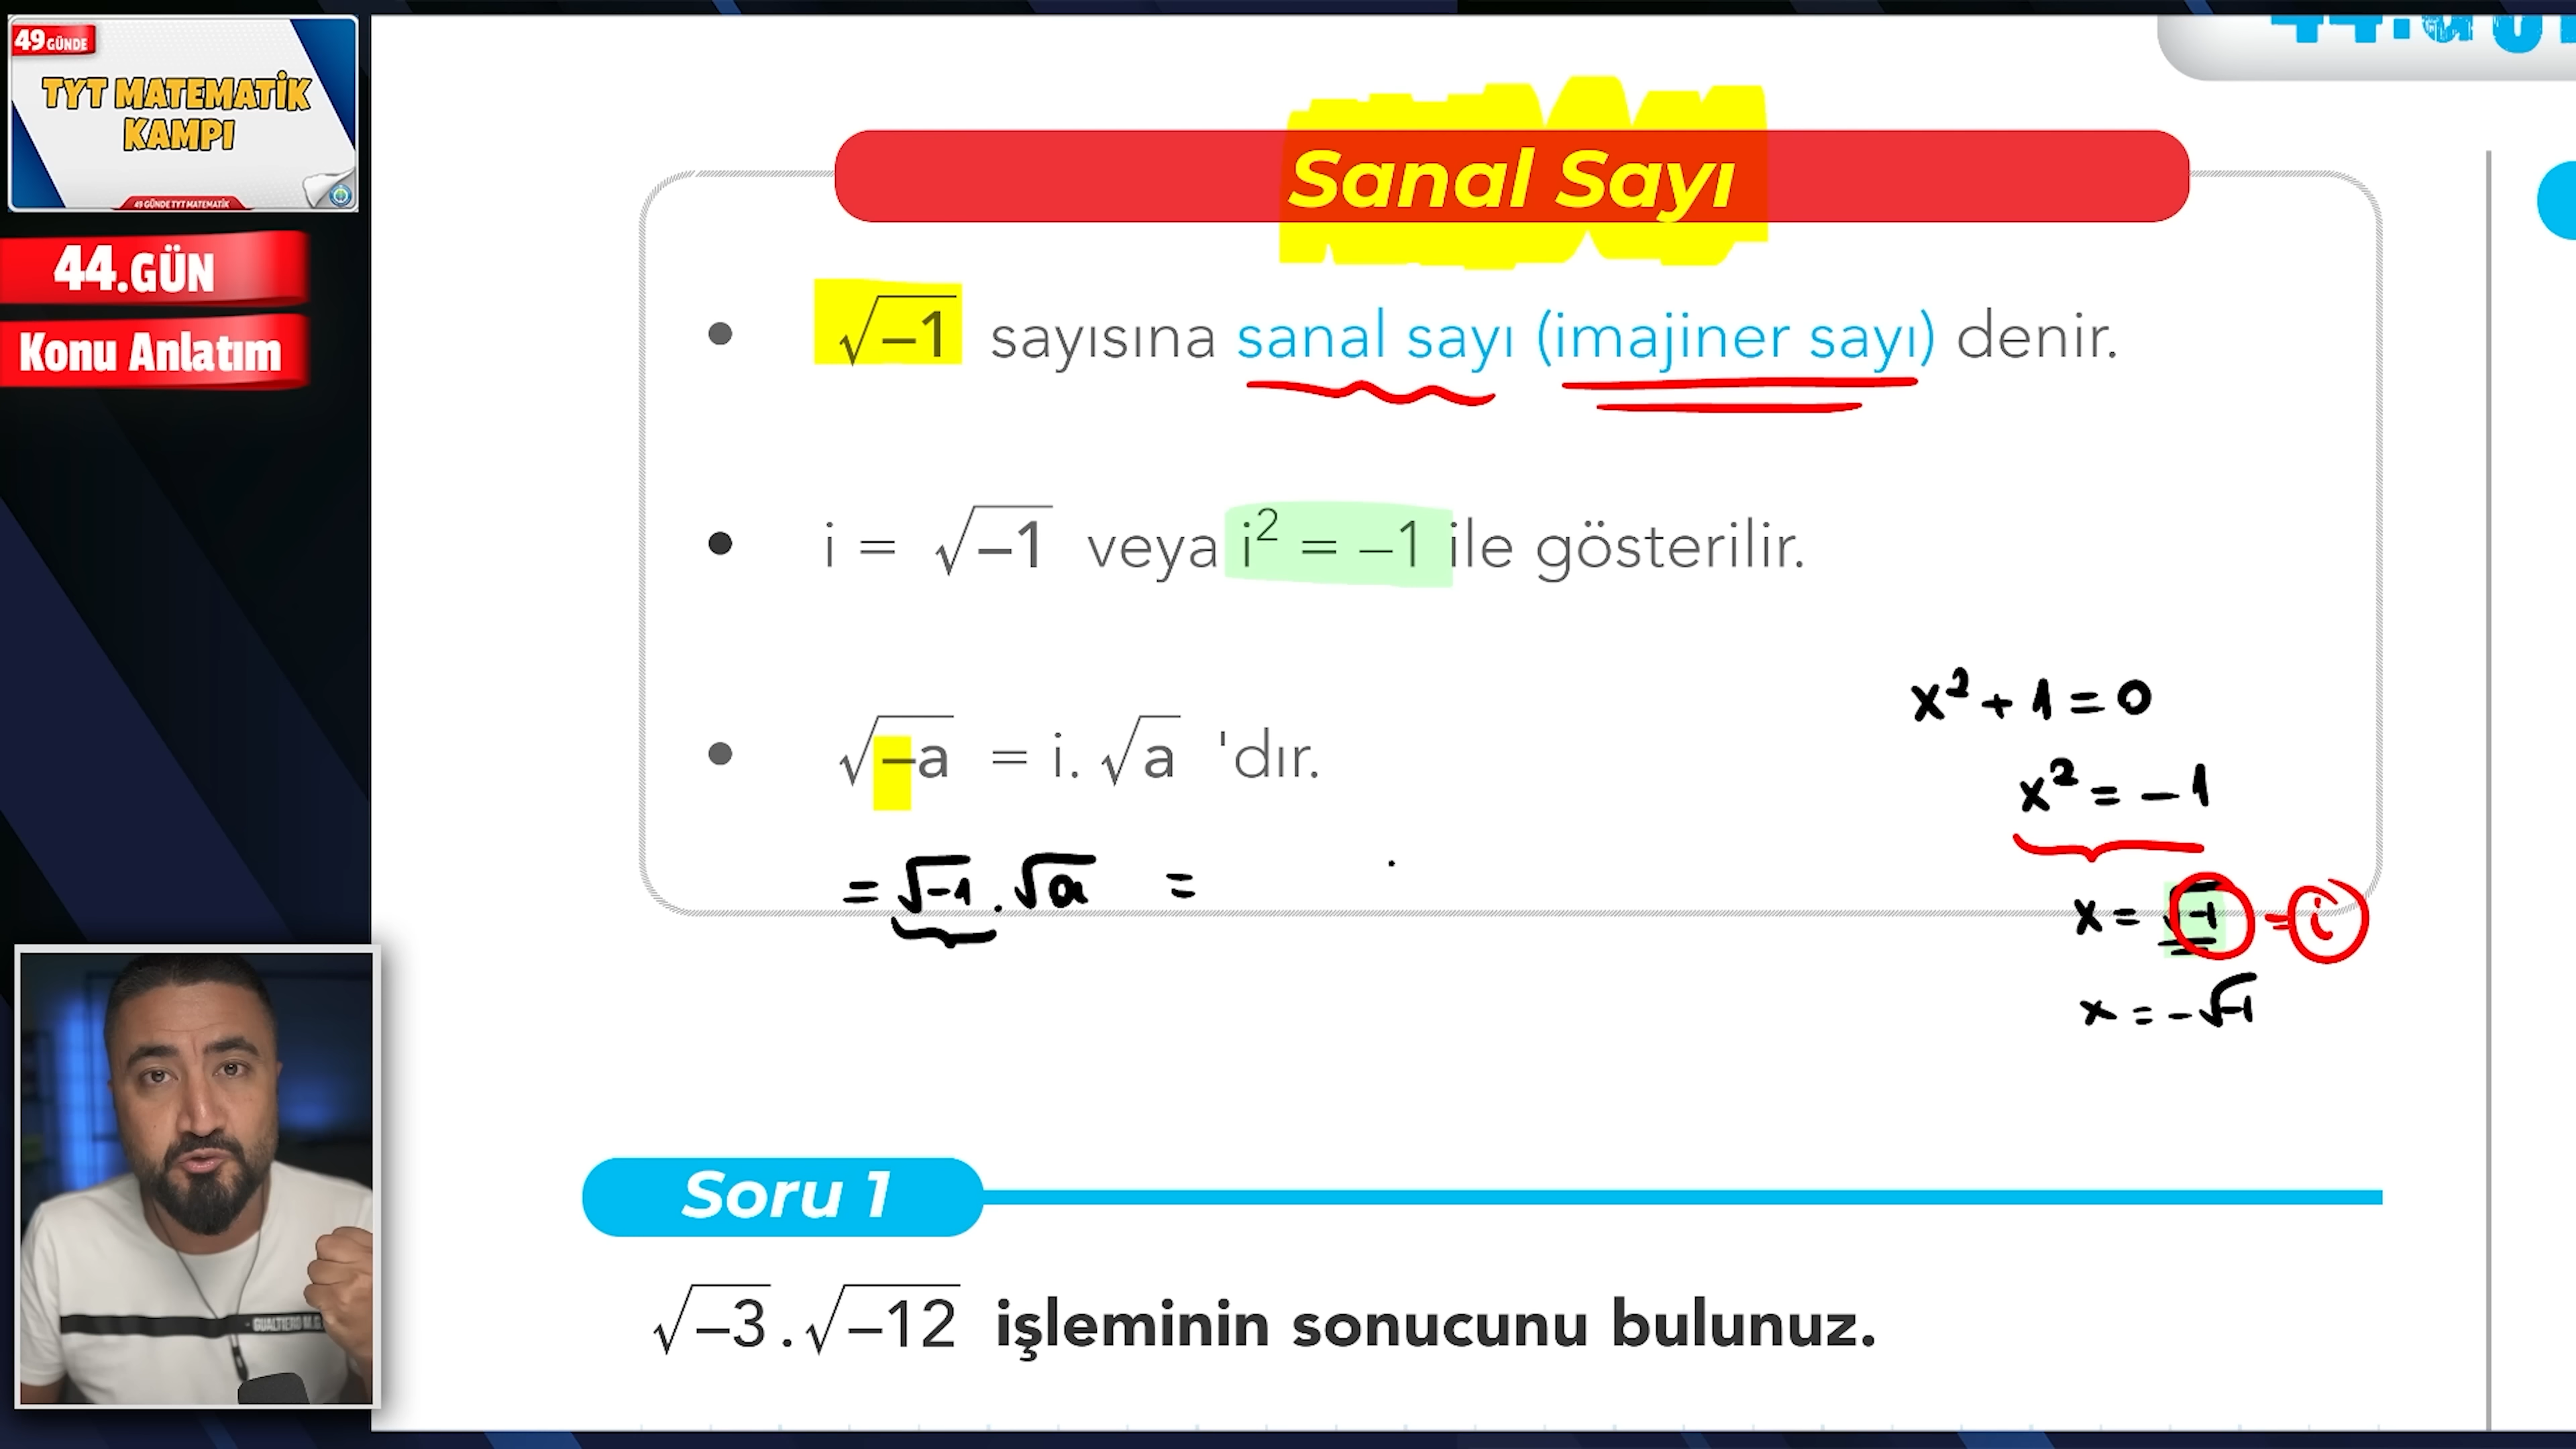 49 GÜNDE
TYT MATEMATİK
KAMPI
49 GÜNDE TYT MATEMATİK
44.GÜN
Konu Anlatım
Sanal Sayı
√−1 sayısına sanal sayı (imajiner sayı) denir.
i = √−1 veya i² = −1 ile gösterilir.
√−a = i.√a 'dır.
= √−1 . √a =
x² + 1 = 0
x² = −1
x = √−1 = i
x = −√−1
Soru 1
√−3 . √−12 işleminin sonucunu bulunuz.